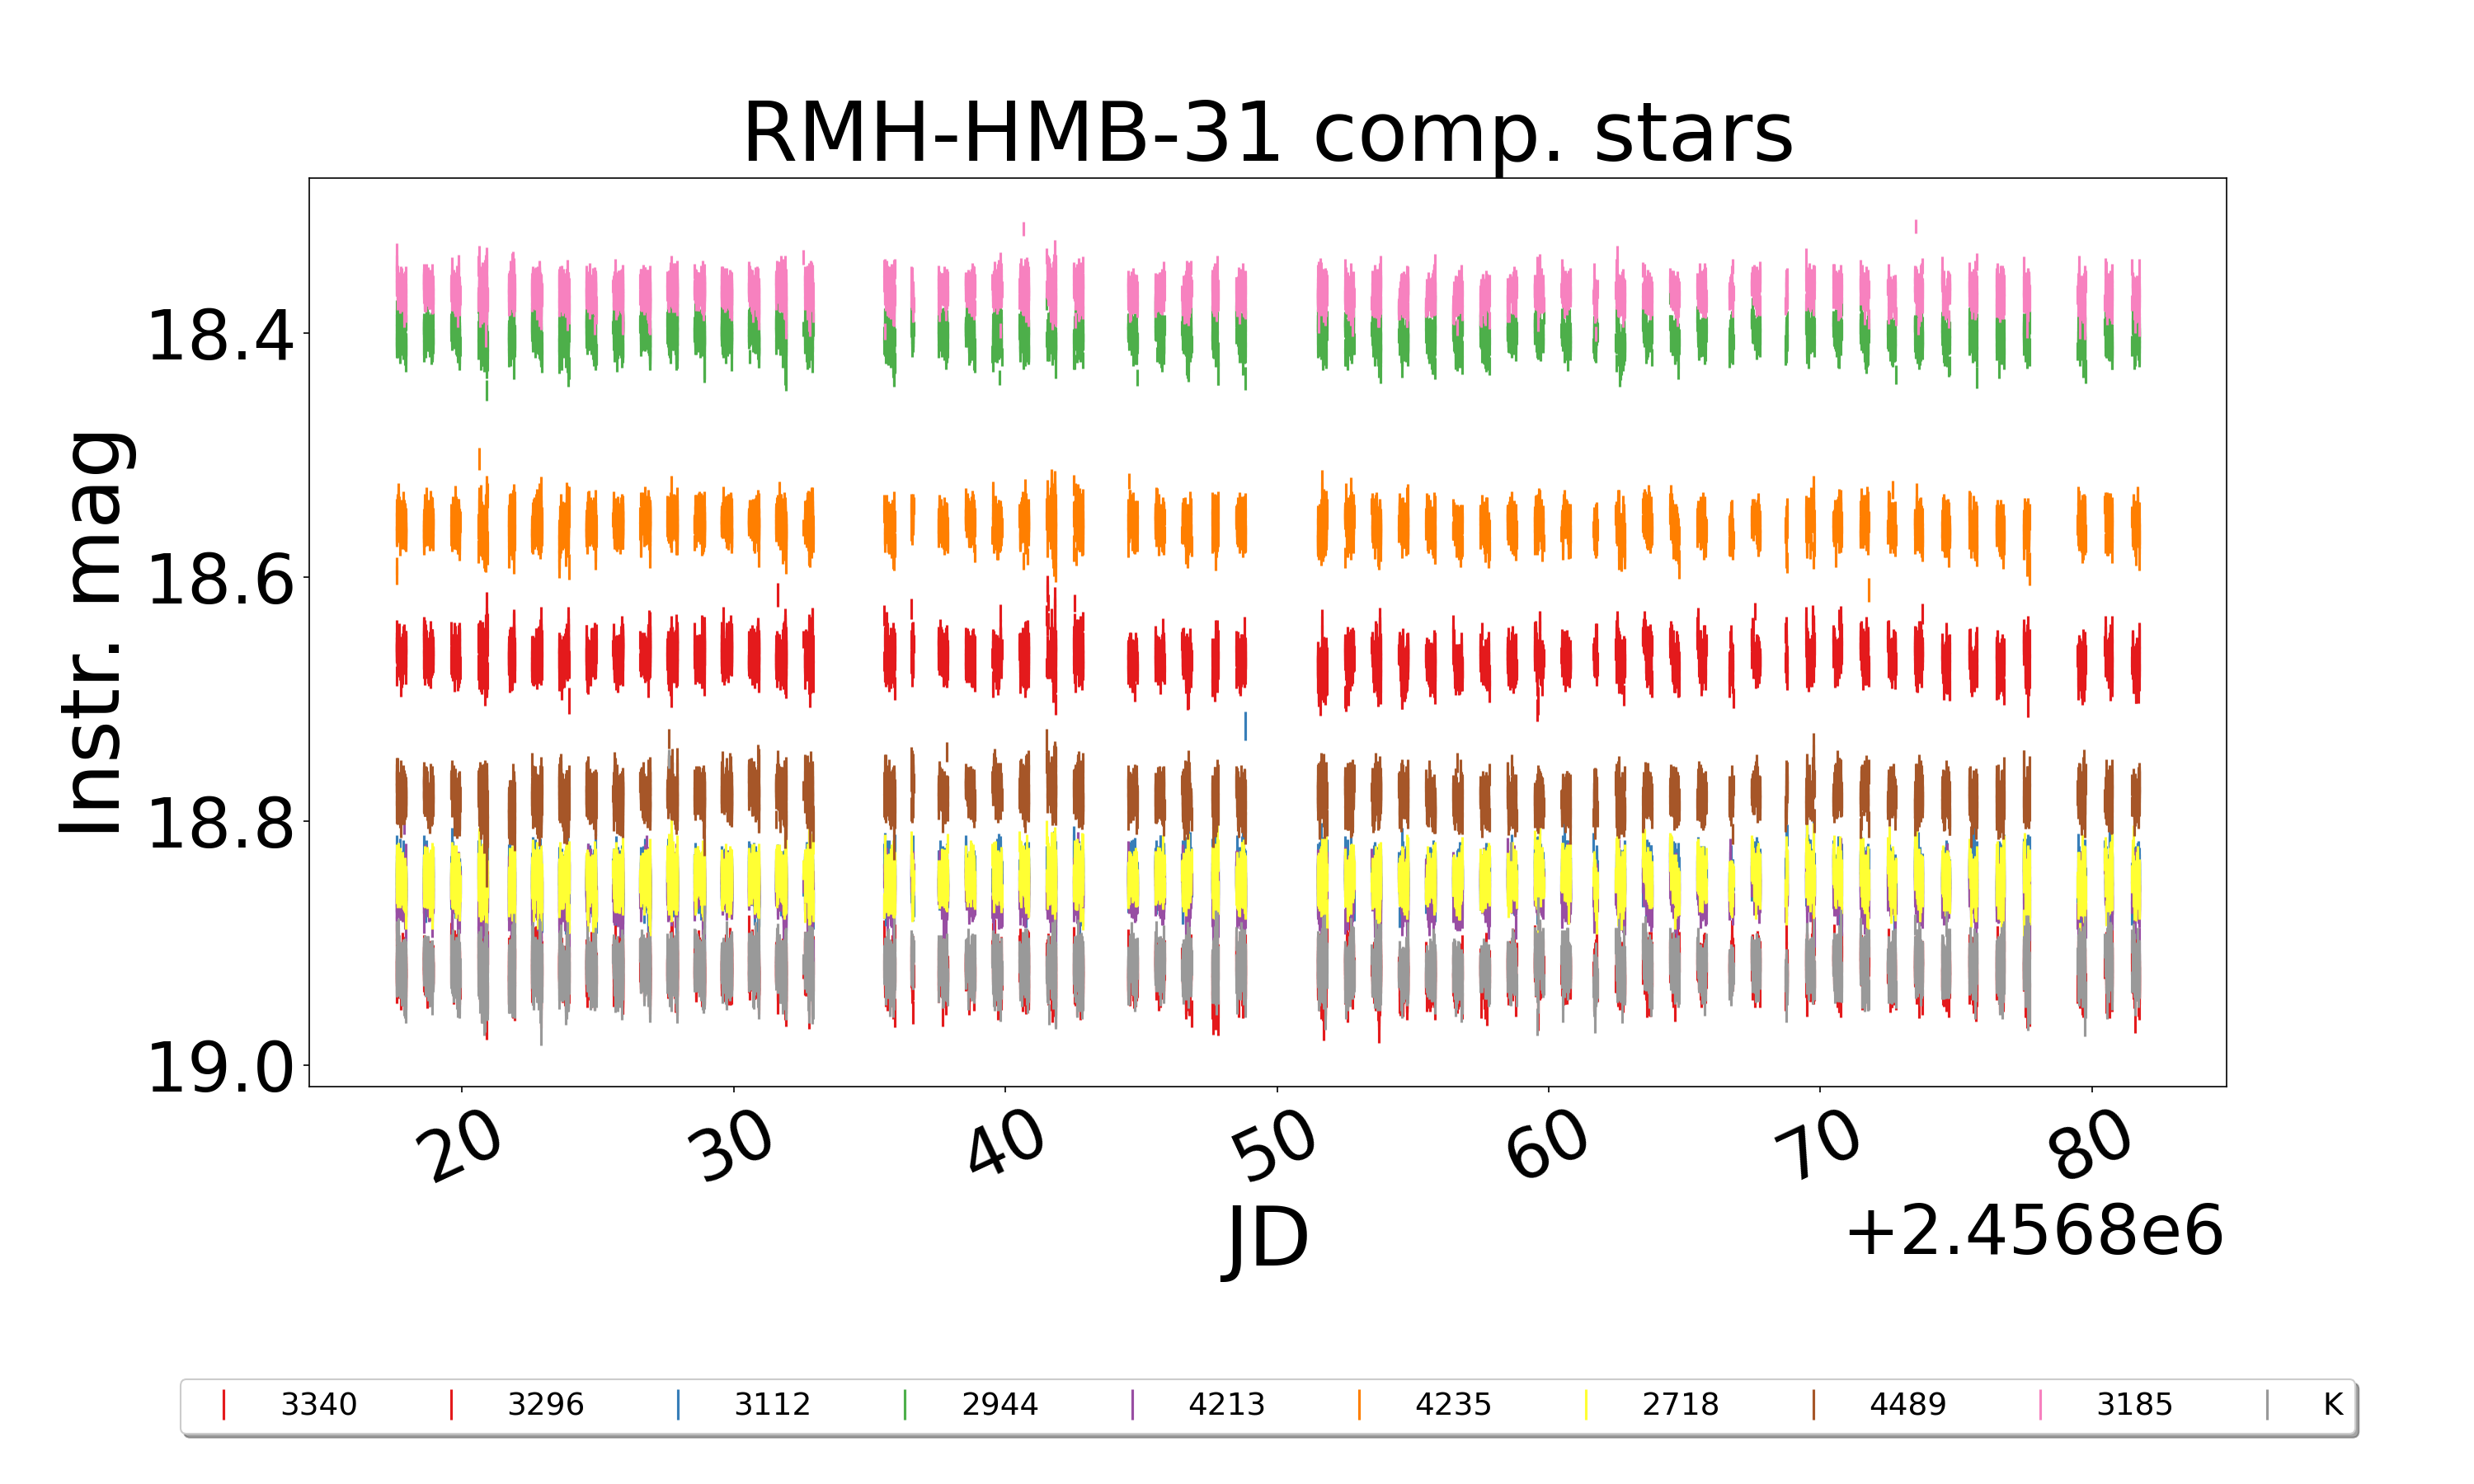 RMH-HMB-31 comp. stars
Instr. mag
18.4
18.6
18.8
19.0
20 30 40 50 60 70 80
JD
+2.4568e6
3340 3296 3112 2944 4213 4235 2718 4489 3185 K